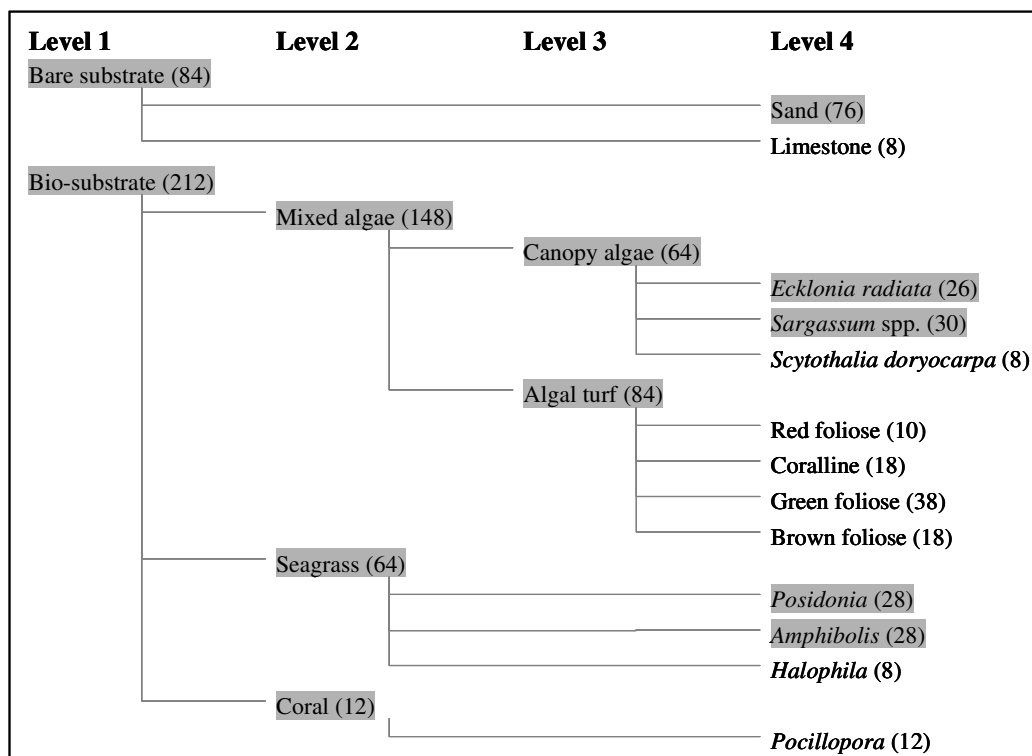 Level 1 Level 2 Level 3 Level 4
Bare substrate (84)
Sand (76)
Limestone (8)
Bio-substrate (212)
Mixed algae (148)
Canopy algae (64)
Ecklonia radiata (26)
Sargassum spp. (30)
Scytothalia doryocarpa (8)
Algal turf (84)
Red foliose (10)
Coralline (18)
Green foliose (38)
Brown foliose (18)
Seagrass (64)
Posidonia (28)
Amphibolis (28)
Halophila (8)
Coral (12)
Pocillopora (12)